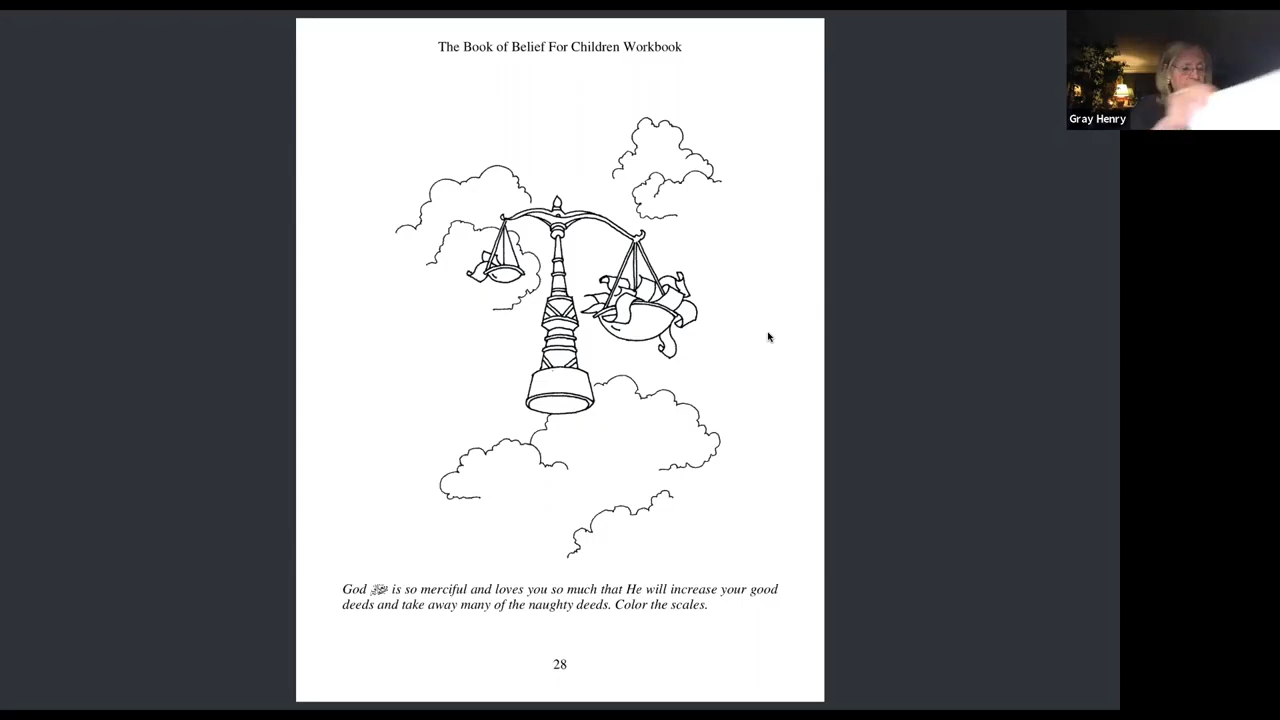 The Book of Belief For Children Workbook
Gray Henry
God ﷻ is so merciful and loves you so much that He will increase your good
deeds and take away many of the naughty deeds. Color the scales.
28